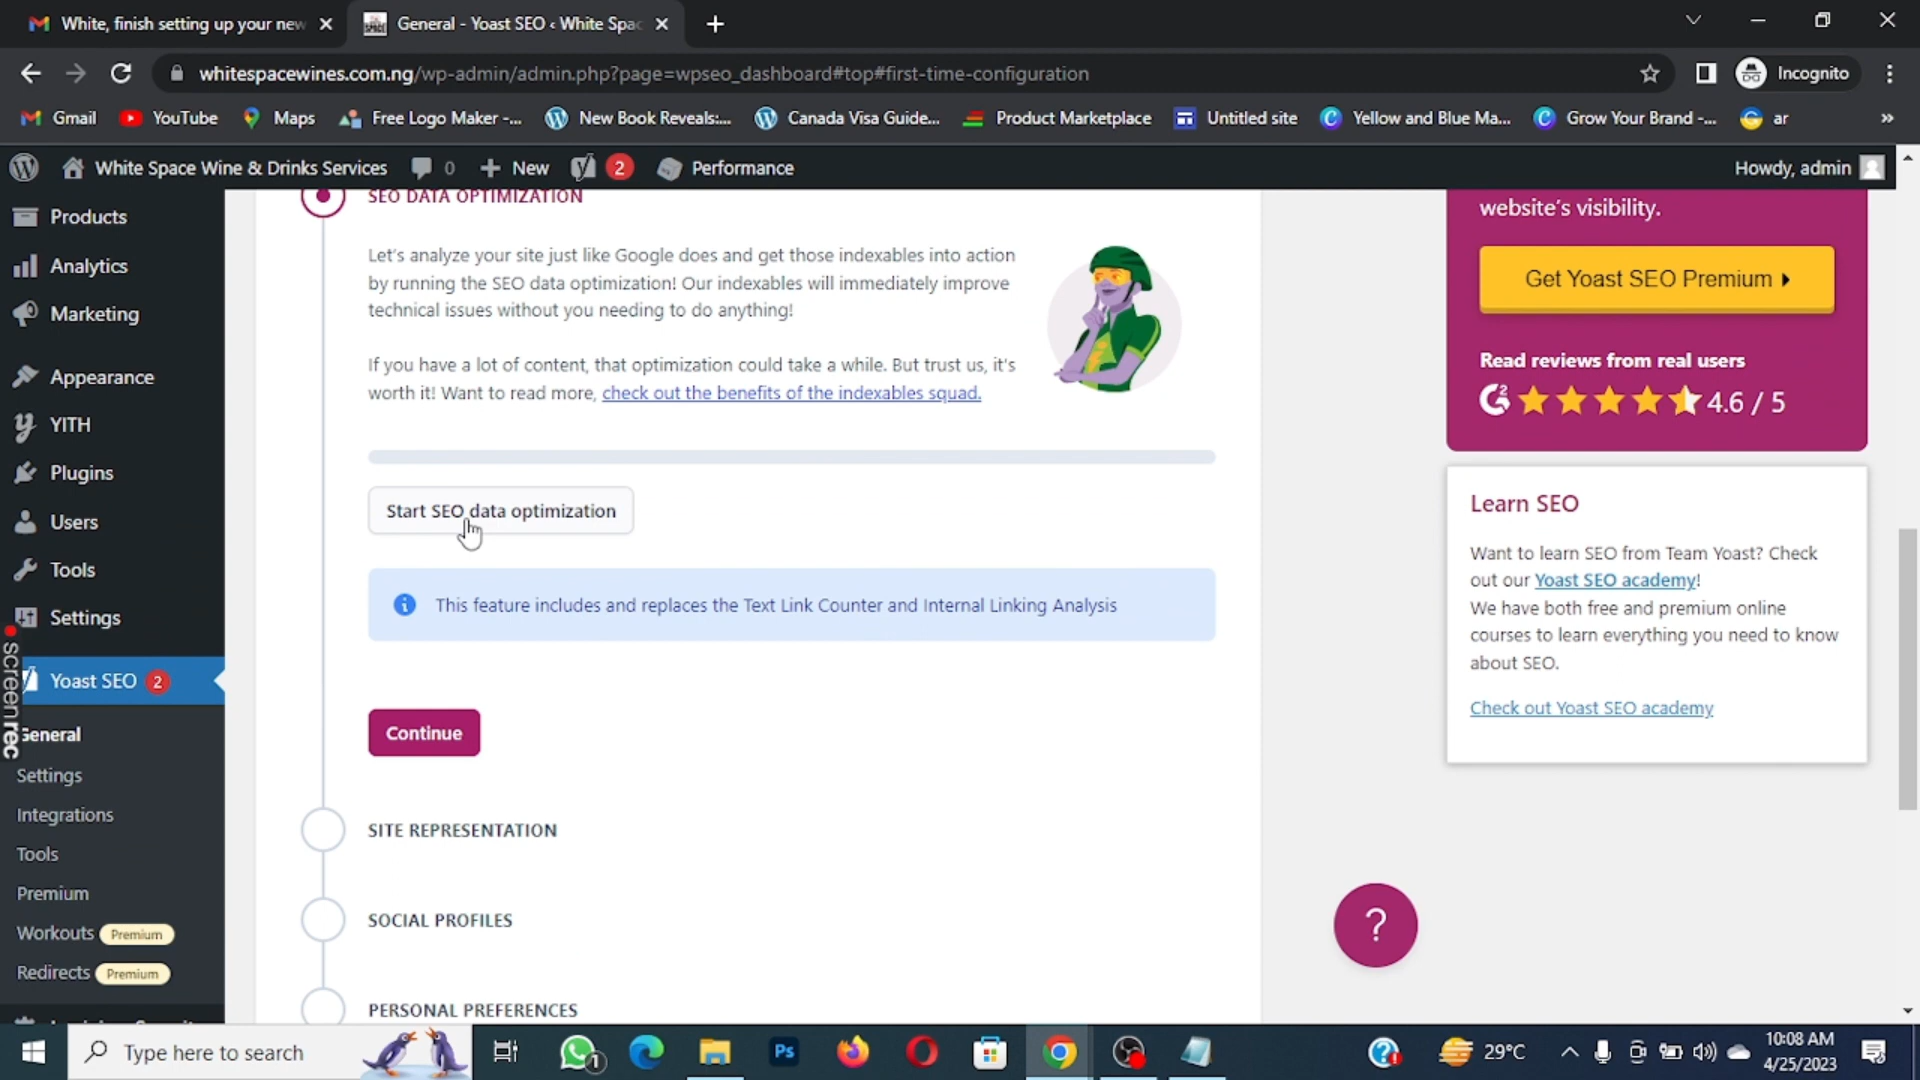 White, finish setting up your new
General - Yoast SEO ‹ White Spac
whitespacewines.com.ng/wp-admin/admin.php?page=wpseo_dashboard#top#first-time-configuration
Incognito
Gmail
YouTube
Maps
Free Logo Maker -...
New Book Reveals:...
Canada Visa Guide...
Product Marketplace
Untitled site
Yellow and Blue Ma...
Grow Your Brand -...
ar
»
White Space Wine & Drinks Services
0
New
2
Performance
Howdy, admin
Products
Analytics
Marketing
Appearance
YITH
Plugins
Users
Tools
Settings
Yoast SEO 2
General
Settings
Integrations
Tools
Premium
Workouts Premium
Redirects Premium
screenrec
SEO DATA OPTIMIZATION
Let's analyze your site just like Google does and get those indexables into action
by running the SEO data optimization! Our indexables will immediately improve
technical issues without you needing to do anything!
If you have a lot of content, that optimization could take a while. But trust us, it's
worth it! Want to read more, check out the benefits of the indexables squad.
Start SEO data optimization
This feature includes and replaces the Text Link Counter and Internal Linking Analysis
Continue
SITE REPRESENTATION
SOCIAL PROFILES
PERSONAL PREFERENCES
website's visibility.
Get Yoast SEO Premium
Read reviews from real users
4.6 / 5
Learn SEO
Want to learn SEO from Team Yoast? Check
out our Yoast SEO academy!
We have both free and premium online
courses to learn everything you need to know
about SEO.
Check out Yoast SEO academy
?
Type here to search
1
Ps
29°C
10:08 AM
4/25/2023